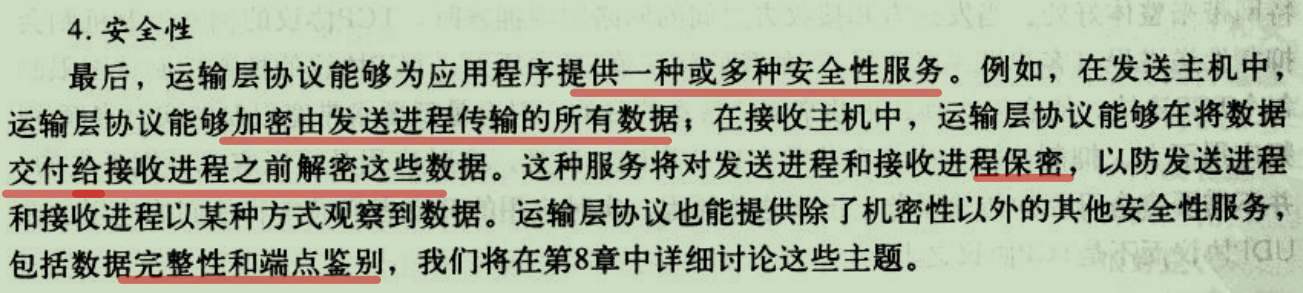 4. 安全性
最后，运输层协议能够为应用程序提供一种或多种安全性服务。例如，在发送主机中，
运输层协议能够加密由发送进程传输的所有数据；在接收主机中，运输层协议能够在将数据
交付给接收进程之前解密这些数据。这种服务将对发送进程和接收进程保密，以防发送进程
和接收进程以某种方式观察到数据。运输层协议也能提供除了机密性以外的其他安全性服务，
包括数据完整性和端点鉴别，我们将在第8章中详细讨论这些主题。